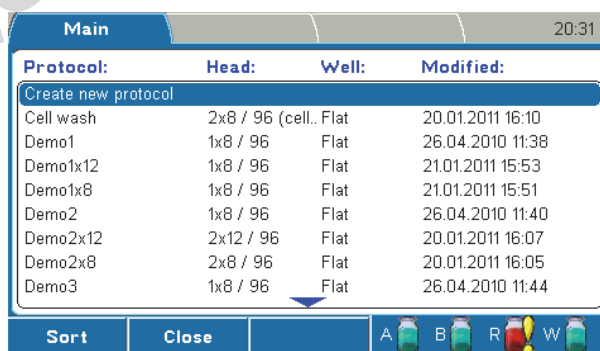 Main 20:31
Protocol: Head: Well: Modified:
Create new protocol
Cell wash 2x8 / 96 (cell.. Flat 20.01.2011 16:10
Demo1 1x8 / 96 Flat 26.04.2010 11:38
Demo1x12 1x8 / 96 Flat 21.01.2011 15:53
Demo1x8 1x8 / 96 Flat 21.01.2011 15:51
Demo2 1x8 / 96 Flat 26.04.2010 11:40
Demo2x12 2x12 / 96 Flat 20.01.2011 16:07
Demo2x8 2x8 / 96 Flat 20.01.2011 16:05
Demo3 1x8 / 96 Flat 26.04.2010 11:44
Sort Close A B R W